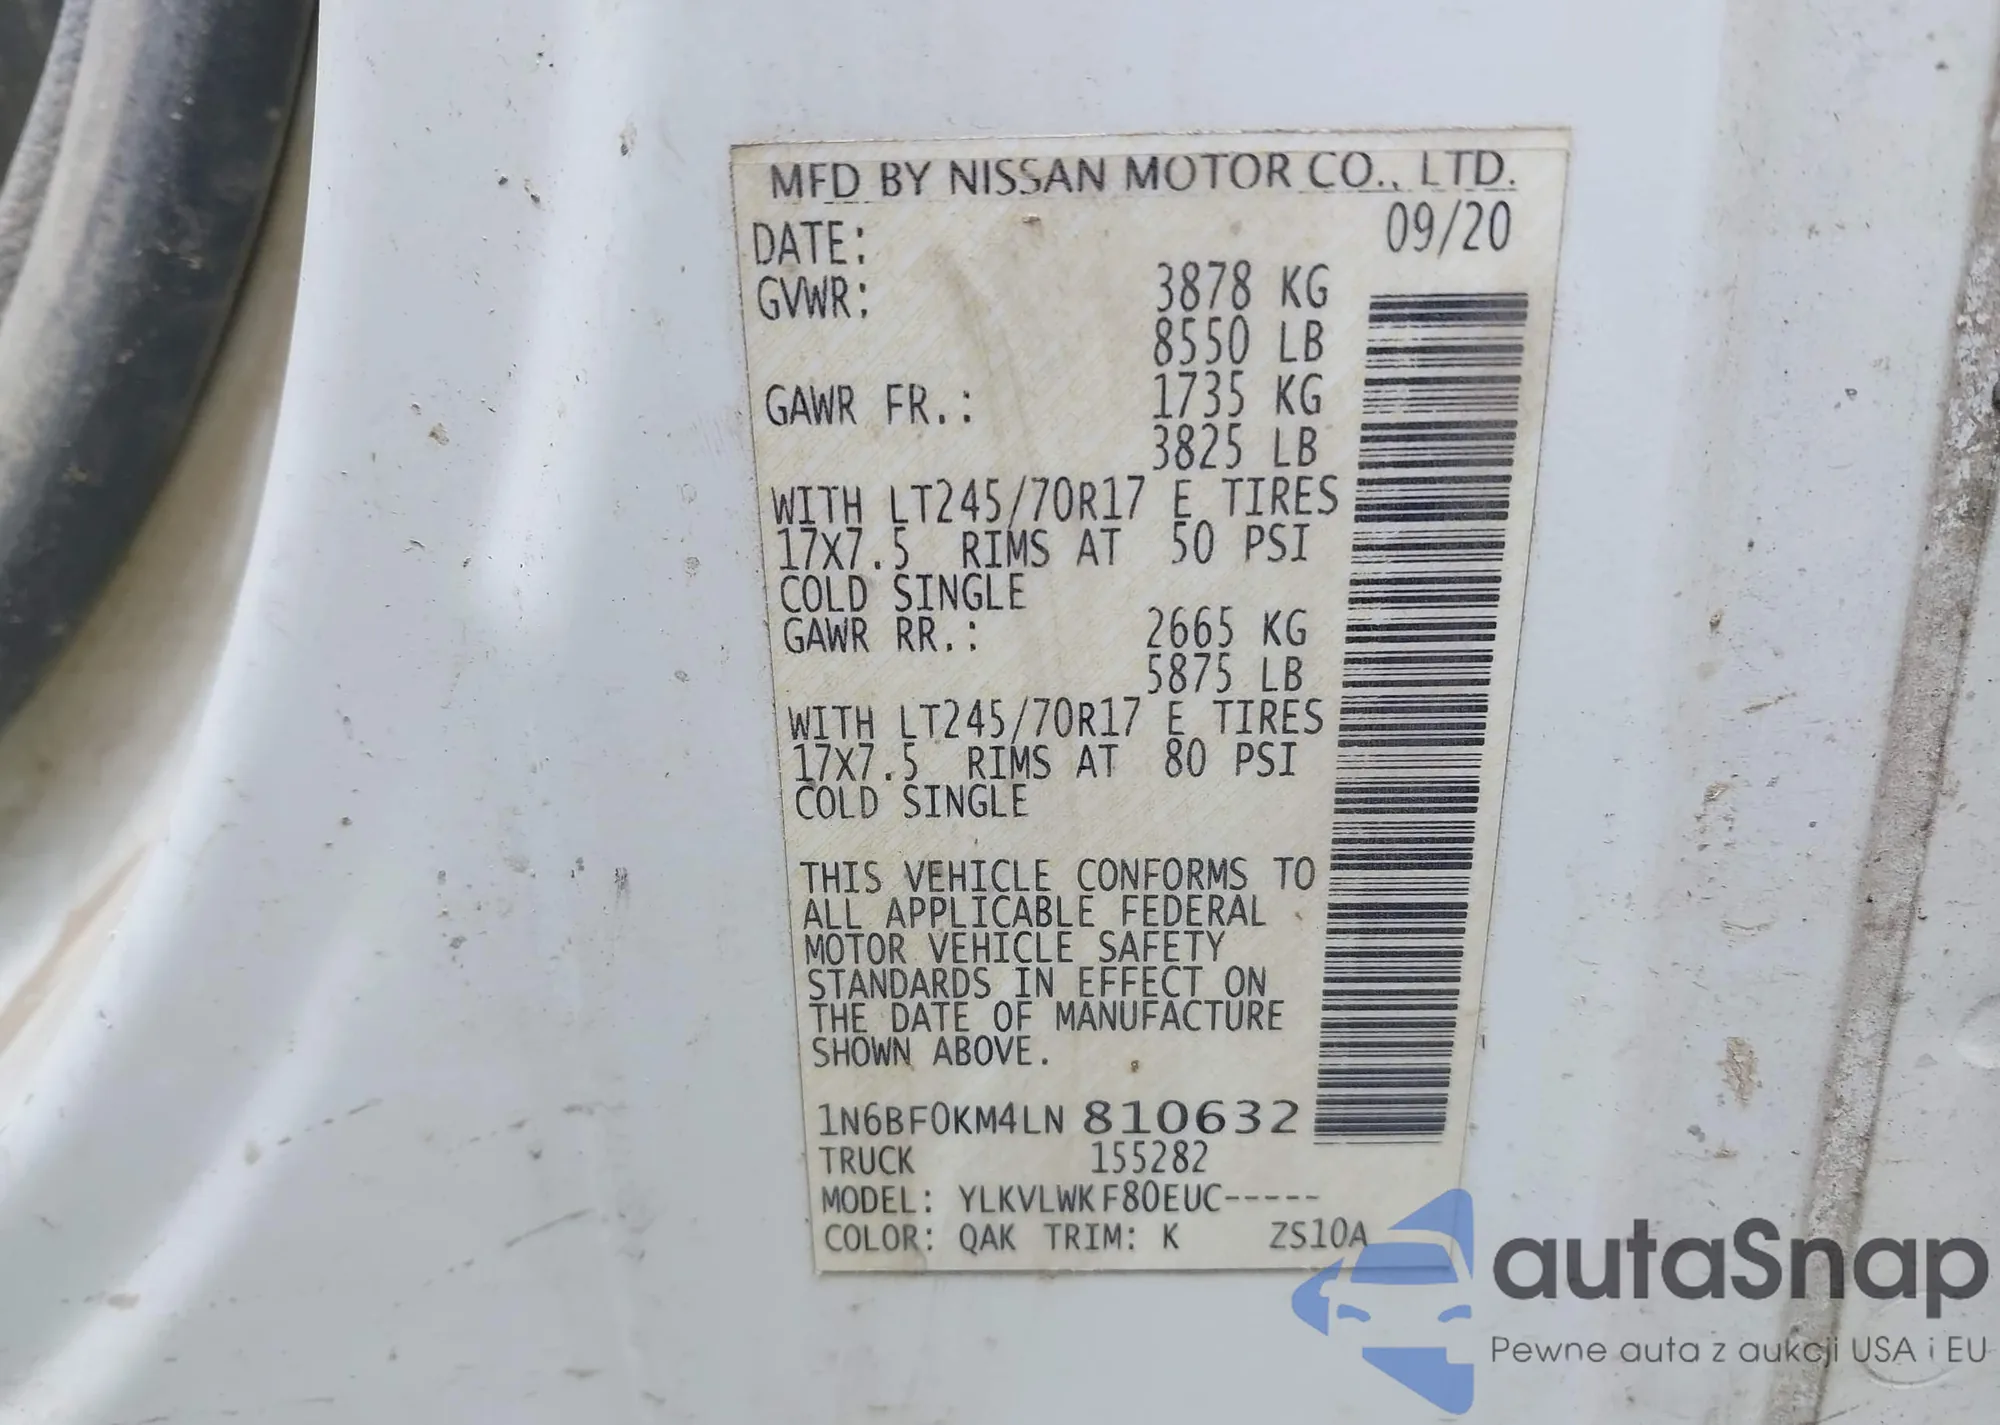 MFD BY NISSAN MOTOR CO., LTD.
DATE: 09/20
GVWR: 3878 KG
8550 LB
GAWR FR.: 1735 KG
3825 LB
WITH LT245/70R17 E TIRES
17X7.5 RIMS AT 50 PSI
COLD SINGLE
GAWR RR.: 2665 KG
5875 LB
WITH LT245/70R17 E TIRES
17X7.5 RIMS AT 80 PSI
COLD SINGLE
THIS VEHICLE CONFORMS TO
ALL APPLICABLE FEDERAL
MOTOR VEHICLE SAFETY
STANDARDS IN EFFECT ON
THE DATE OF MANUFACTURE
SHOWN ABOVE.
1N6BF0KM4LN 810632
TRUCK 155282
MODEL: YLKVLWKF80EUC-----
COLOR: QAK TRIM: K ZS10A
autaSnap
Pewne auta z aukcji USA i EU